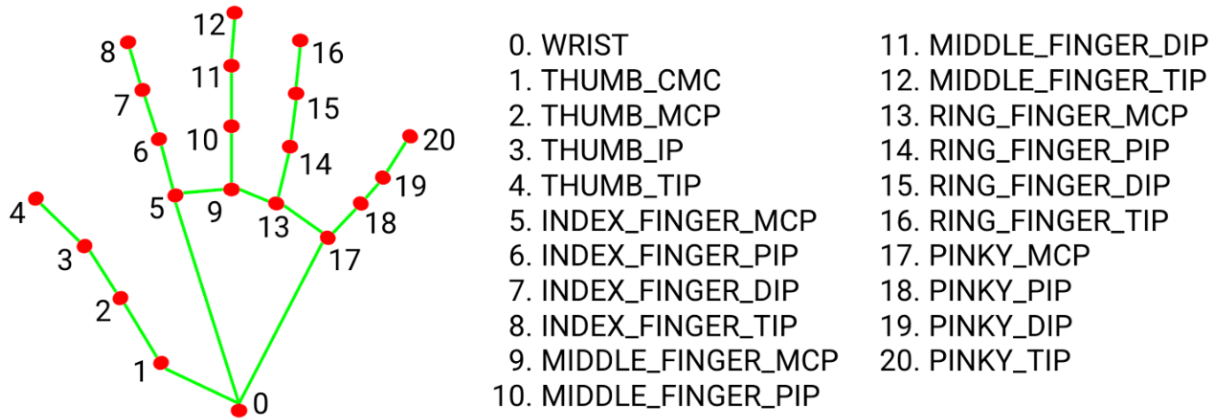 12
8
16
11
7
15
10
20
6
14
19
4
5
9
18
13
3
17
2
1
0
0. WRIST
1. THUMB_CMC
2. THUMB_MCP
3. THUMB_IP
4. THUMB_TIP
5. INDEX_FINGER_MCP
6. INDEX_FINGER_PIP
7. INDEX_FINGER_DIP
8. INDEX_FINGER_TIP
9. MIDDLE_FINGER_MCP
10. MIDDLE_FINGER_PIP
11. MIDDLE_FINGER_DIP
12. MIDDLE_FINGER_TIP
13. RING_FINGER_MCP
14. RING_FINGER_PIP
15. RING_FINGER_DIP
16. RING_FINGER_TIP
17. PINKY_MCP
18. PINKY_PIP
19. PINKY_DIP
20. PINKY_TIP